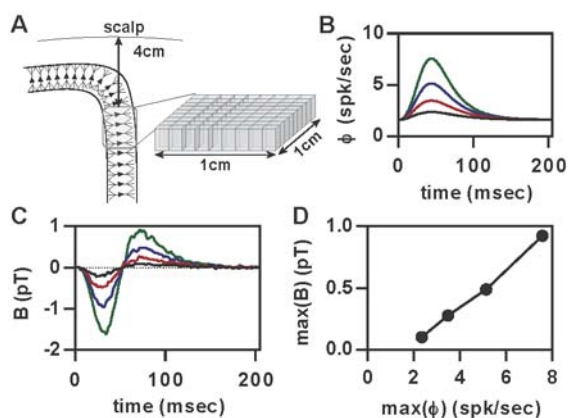 A
scalp
4cm
1cm
1cm
B
φ (spk/sec)
10
5
0
0
100
200
time (msec)
C
B (pT)
1
0
-1
-2
0
100
200
time (msec)
D
max(B) (pT)
1.0
0.5
0.0
0
2
4
6
8
max(φ) (spk/sec)